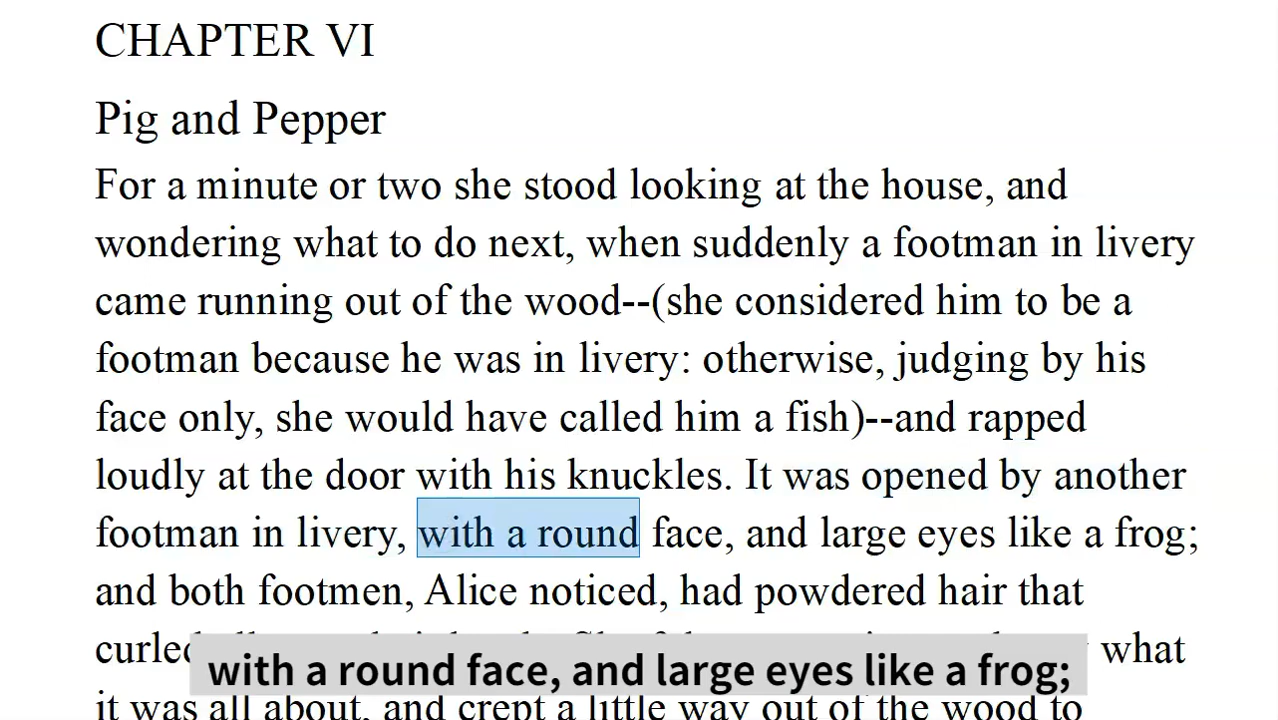 CHAPTER VI
Pig and Pepper
For a minute or two she stood looking at the house, and
wondering what to do next, when suddenly a footman in livery
came running out of the wood--(she considered him to be a
footman because he was in livery: otherwise, judging by his
face only, she would have called him a fish)--and rapped
loudly at the door with his knuckles. It was opened by another
footman in livery, with a round face, and large eyes like a frog;
and both footmen, Alice noticed, had powdered hair that
what
it was all about, and crept a little way out of the wood to
with a round face, and large eyes like a frog;